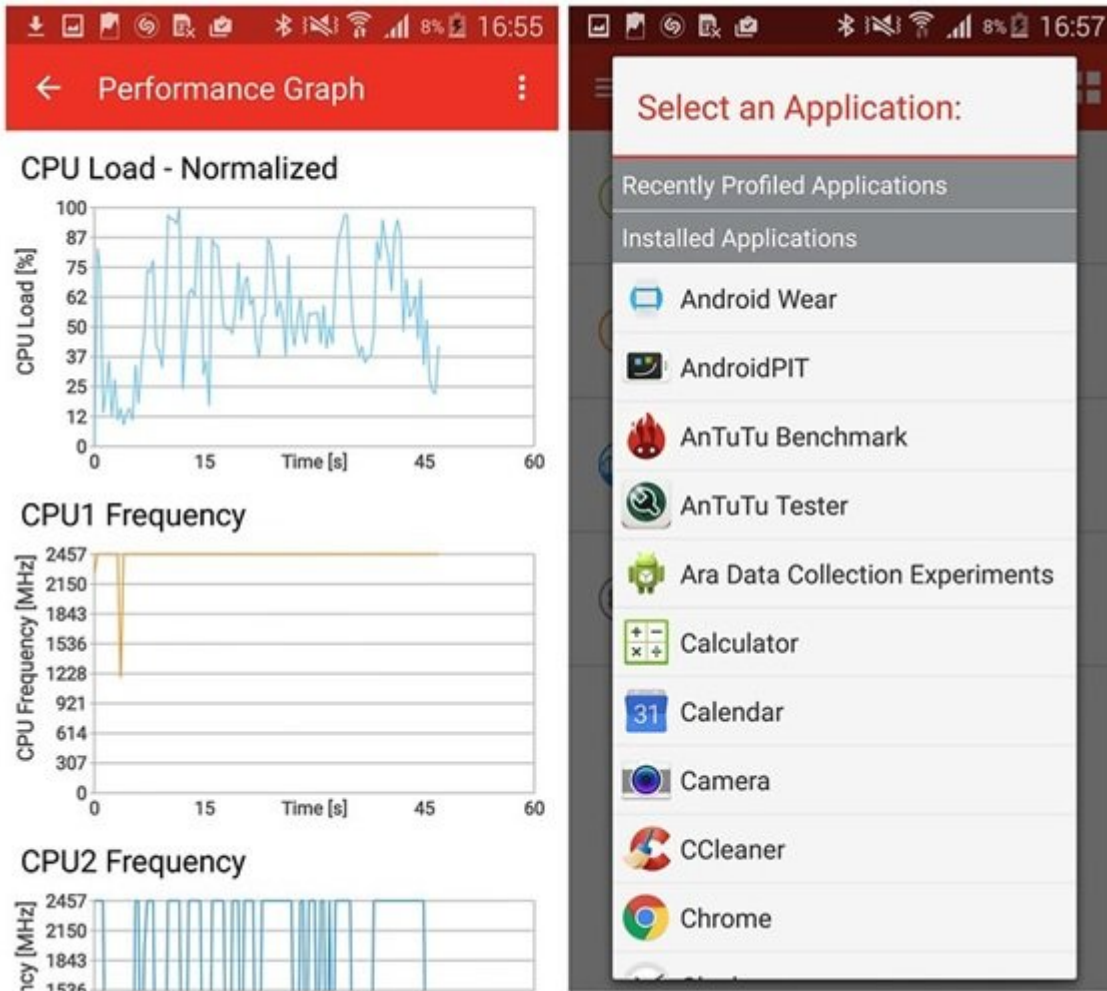 8% 16:55
Performance Graph
CPU Load - Normalized
CPU Load [%]
100
87
75
62
50
37
25
12
0
0 15 Time [s] 45 60
CPU1 Frequency
CPU Frequency [MHz]
2457
2150
1843
1536
1228
921
614
307
0
0 15 Time [s] 45 60
CPU2 Frequency
2457
2150
1843
1536
8% 16:57
Select an Application:
Recently Profiled Applications
Installed Applications
Android Wear
AndroidPIT
AnTuTu Benchmark
AnTuTu Tester
Ara Data Collection Experiments
Calculator
31 Calendar
Camera
CCleaner
Chrome